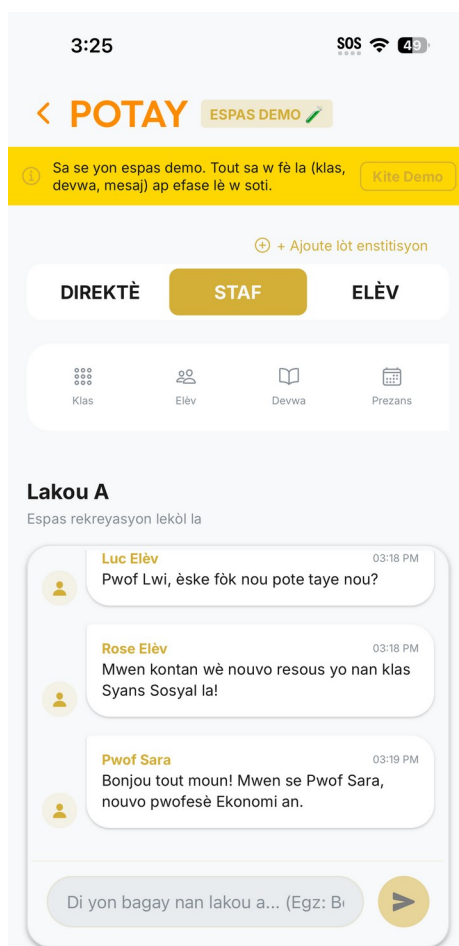 3:25
SOS
49
POTAY
ESPAS DEMO
Sa se yon espas demo. Tout sa w fè la (klas,
devwa, mesaj) ap efase lè w soti.
Kite Demo
+ Ajoute lòt enstitisyon
DIREKTÈ
STAF
ELÈV
Klas
Elèv
Devwa
Prezans
Lakou A
Espas rekreyasyon lekòl la
Luc Elèv
03:18 PM
Pwof Lwi, èske fòk nou pote taye nou?
Rose Elèv
03:18 PM
Mwen kontan wè nouvo resous yo nan klas
Syans Sosyal la!
Pwof Sara
03:19 PM
Bonjou tout moun! Mwen se Pwof Sara,
nouvo pwofesè Ekonomi an.
Di yon bagay nan lakou a... (Egz: